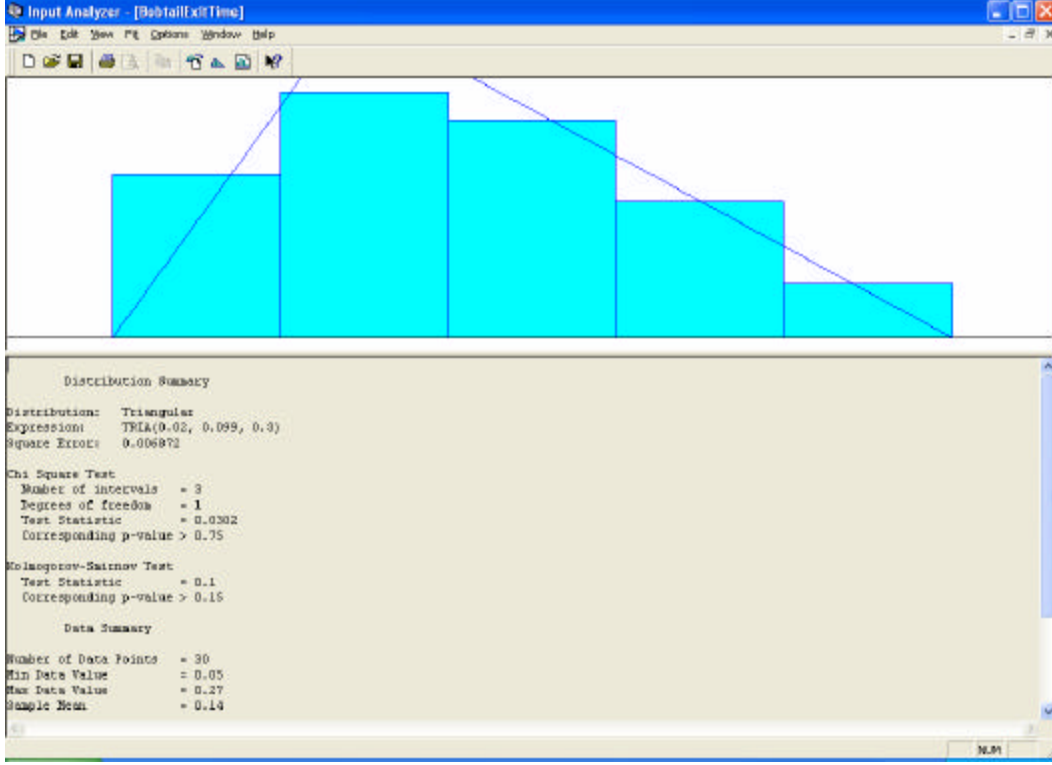 Input Analyzer - [BobtailExitTime]
File Edit View Fit Options Window Help
Distribution Summary
Distribution: Triangular
Expression: TRIA(0.02, 0.099, 0.3)
Square Error: 0.006872
Chi Square Test
Number of intervals = 3
Degrees of freedom = 1
Test Statistic = 0.0302
Corresponding p-value > 0.75
Kolmogorov-Smirnov Test
Test Statistic = 0.1
Corresponding p-value > 0.15
Data Summary
Number of Data Points = 30
Min Data Value = 0.05
Max Data Value = 0.27
Sample Mean = 0.14
NUM